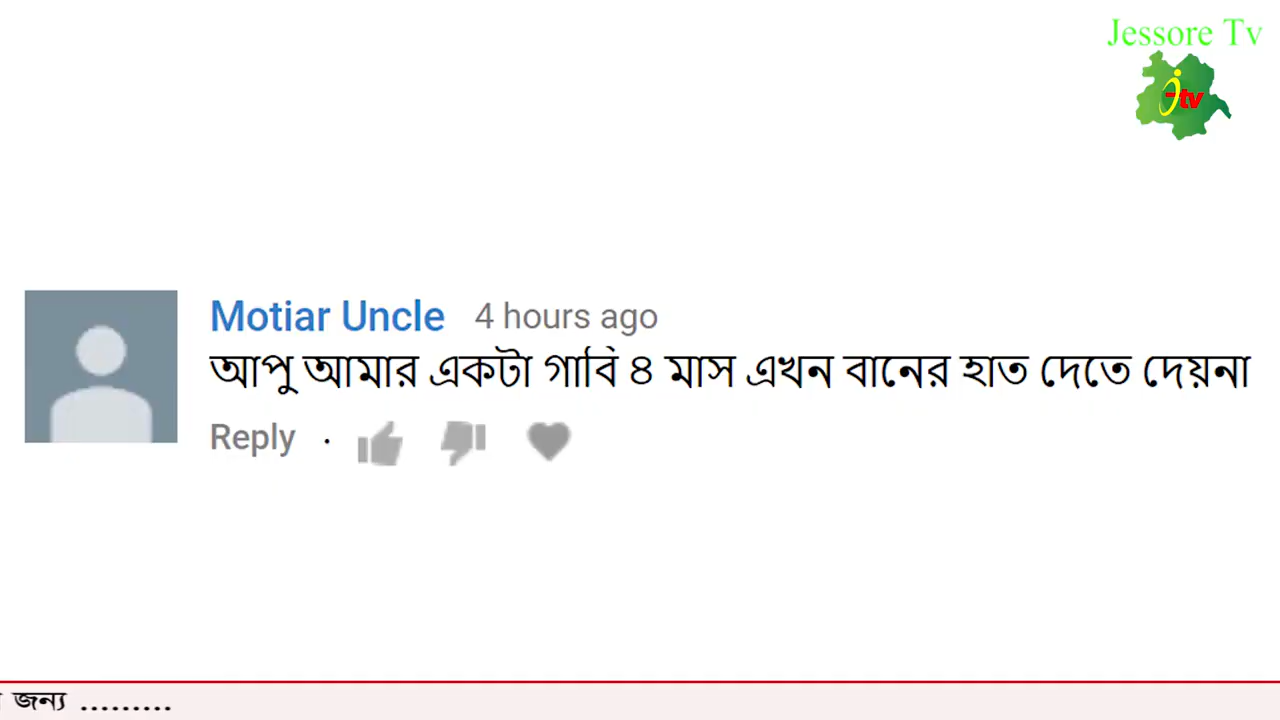 Jessore Tv
tv
Motiar Uncle 4 hours ago
আপু আমার একটা গাবি ৪ মাস এখন বানের হাত দেতে দেয়না
Reply ·
জন্য .........